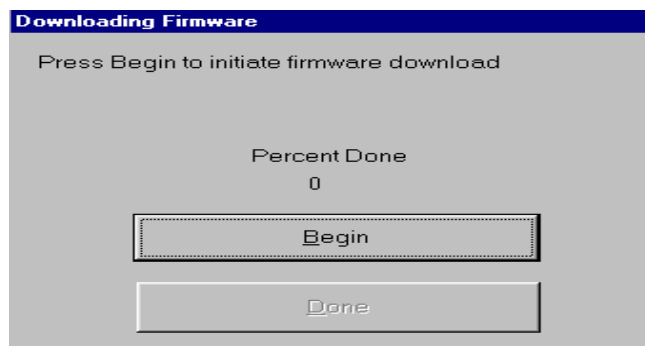 Downloading Firmware
Press Begin to initiate firmware download
Percent Done
0
Begin
Done